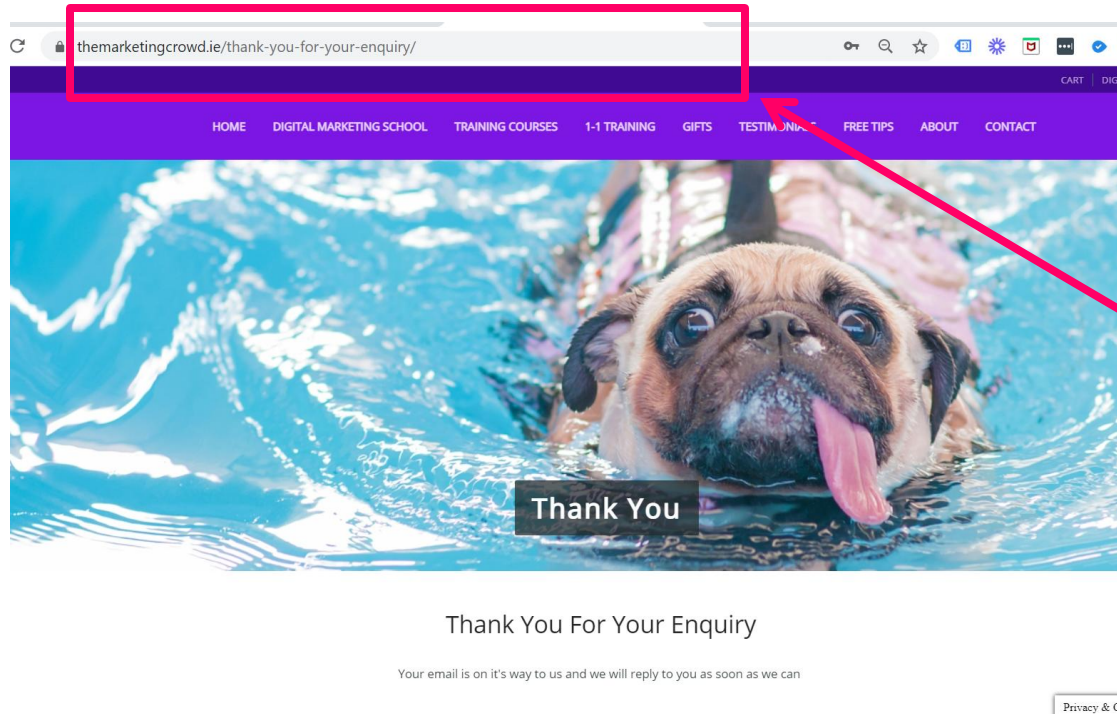 themarketingcrowd.ie/thank-you-for-your-enquiry/
CART
HOME DIGITAL MARKETING SCHOOL TRAINING COURSES 1-1 TRAINING GIFTS TESTIMONIALS FREE TIPS ABOUT CONTACT
Thank You
Thank You For Your Enquiry
Your email is on it's way to us and we will reply to you as soon as we can
Privacy &